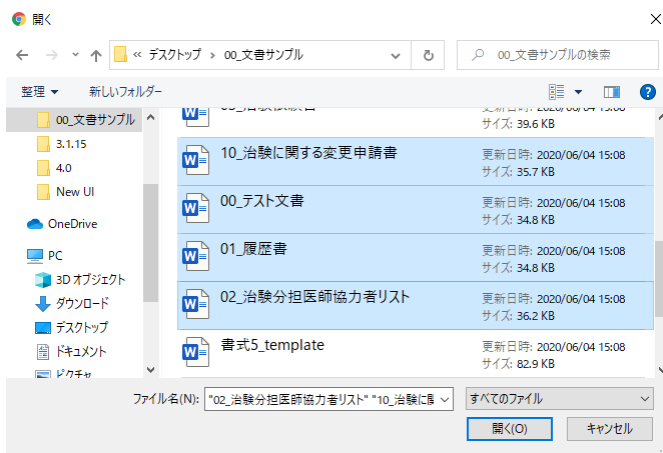 開く
« デスクトップ › 00_文書サンプル
00_文書サンプルの検索
整理
新しいフォルダー
00_文書サンプル
3.1.15
4.0
New UI
OneDrive
PC
3D オブジェクト
ダウンロード
デスクトップ
ドキュメント
ピクチャ
サイズ: 39.6 KB
10_治験に関する変更申請書
更新日時: 2020/06/04 15:08
サイズ: 35.7 KB
00_テスト文書
更新日時: 2020/06/04 15:08
サイズ: 34.8 KB
01_履歴書
更新日時: 2020/06/04 15:08
サイズ: 34.8 KB
02_治験分担医師協力者リスト
更新日時: 2020/06/04 15:08
サイズ: 36.2 KB
書式5_template
更新日時: 2020/06/04 15:08
サイズ: 82.9 KB
ファイル名(N): "02_治験分担医師協力者リスト" "10_治験に
すべてのファイル
開く(O)
キャンセル